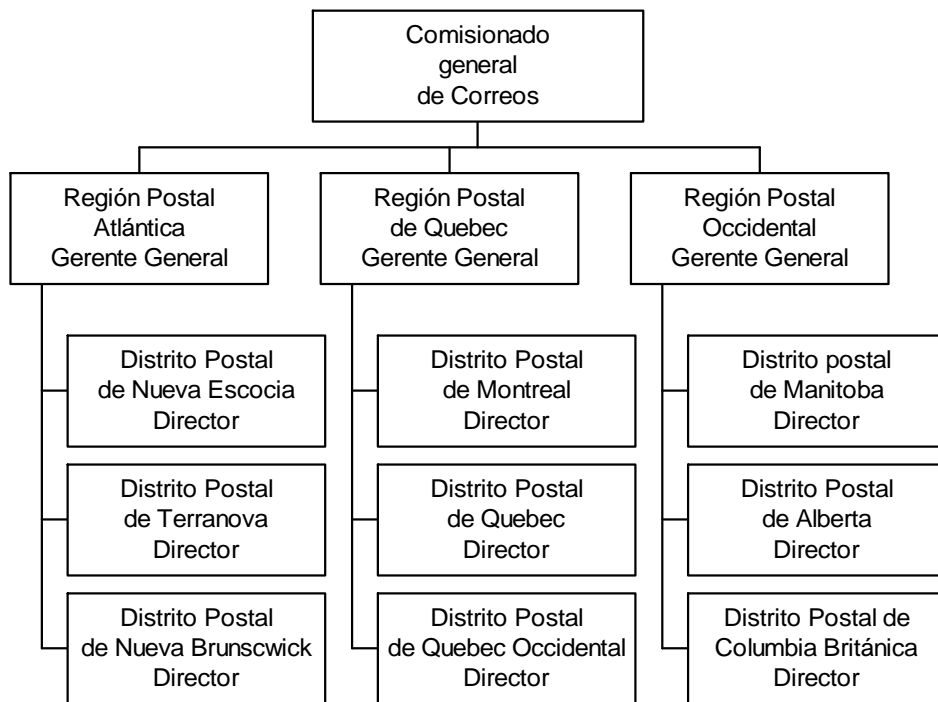 Comisionado
general
de Correos
Región Postal
Atlántica
Gerente General
Región Postal
de Quebec
Gerente General
Región Postal
Occidental
Gerente General
Distrito Postal
de Nueva Escocia
Director
Distrito Postal
de Montreal
Director
Distrito postal
de Manitoba
Director
Distrito Postal
de Terranova
Director
Distrito Postal
de Quebec
Director
Distrito Postal
de Alberta
Director
Distrito Postal
de Nueva Brunscwick
Director
Distrito Postal
de Quebec Occidental
Director
Distrito Postal de
Columbia Británica
Director